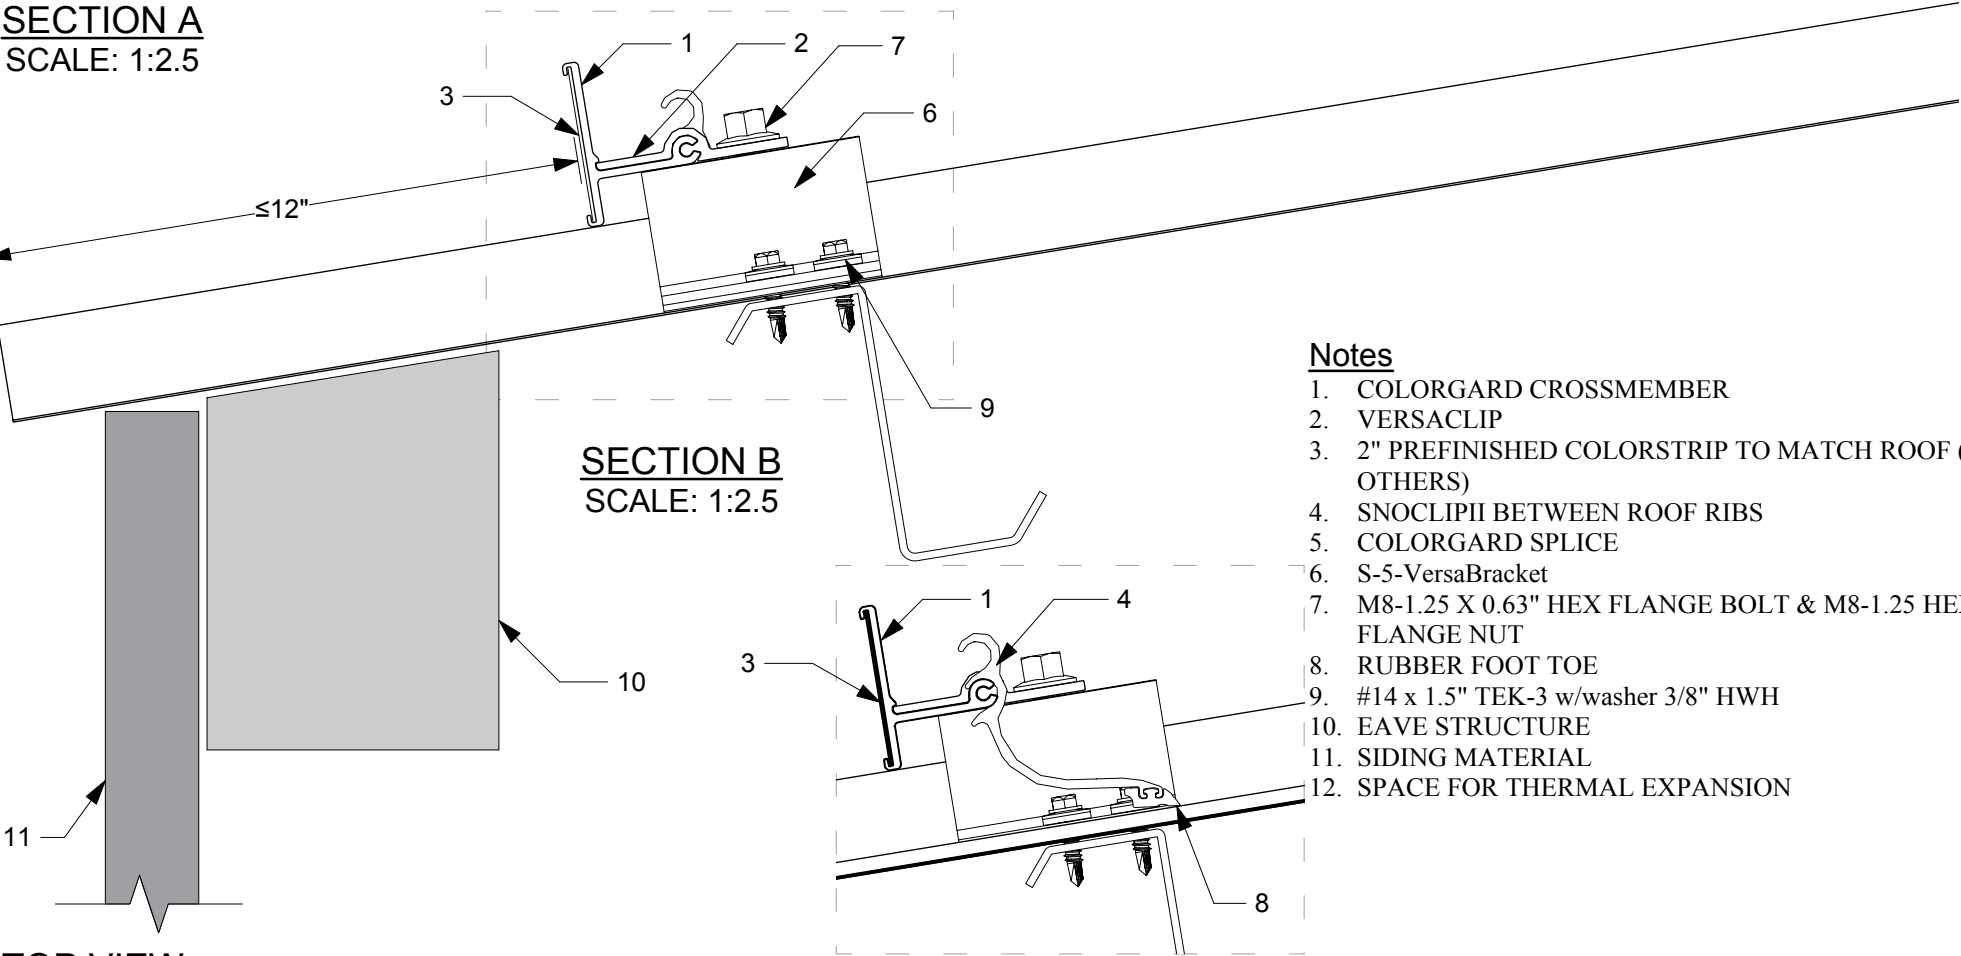 SECTION A
SCALE: 1:2.5
1
2
7
3
6
≤12"
9
SECTION B
SCALE: 1:2.5
10
11
1
4
3
8
Notes
1. COLORGARD CROSSMEMBER
2. VERSACLIP
3. 2" PREFINISHED COLORSTRIP TO MATCH ROOF (
OTHERS)
4. SNOCLIPII BETWEEN ROOF RIBS
5. COLORGARD SPLICE
6. S-5-VersaBracket
7. M8-1.25 X 0.63" HEX FLANGE BOLT & M8-1.25 HEX
FLANGE NUT
8. RUBBER FOOT TOE
9. #14 x 1.5" TEK-3 w/washer 3/8" HWH
10. EAVE STRUCTURE
11. SIDING MATERIAL
12. SPACE FOR THERMAL EXPANSION
TOP VIEW